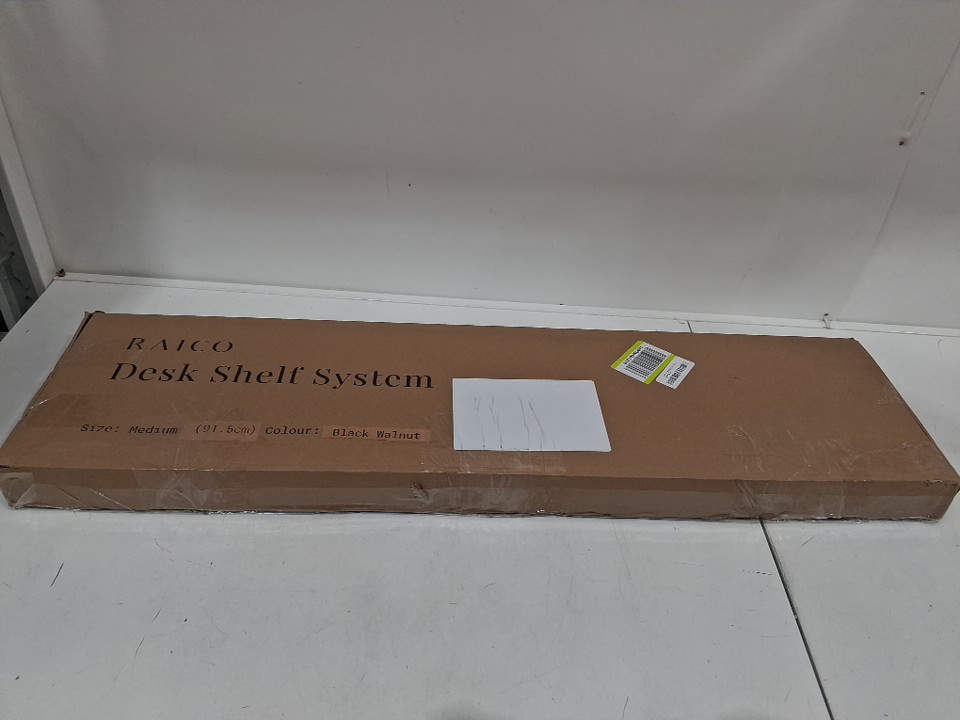 RAICO
Desk Shelf System
Size: Medium (91.5cm) Colour: Black Walnut